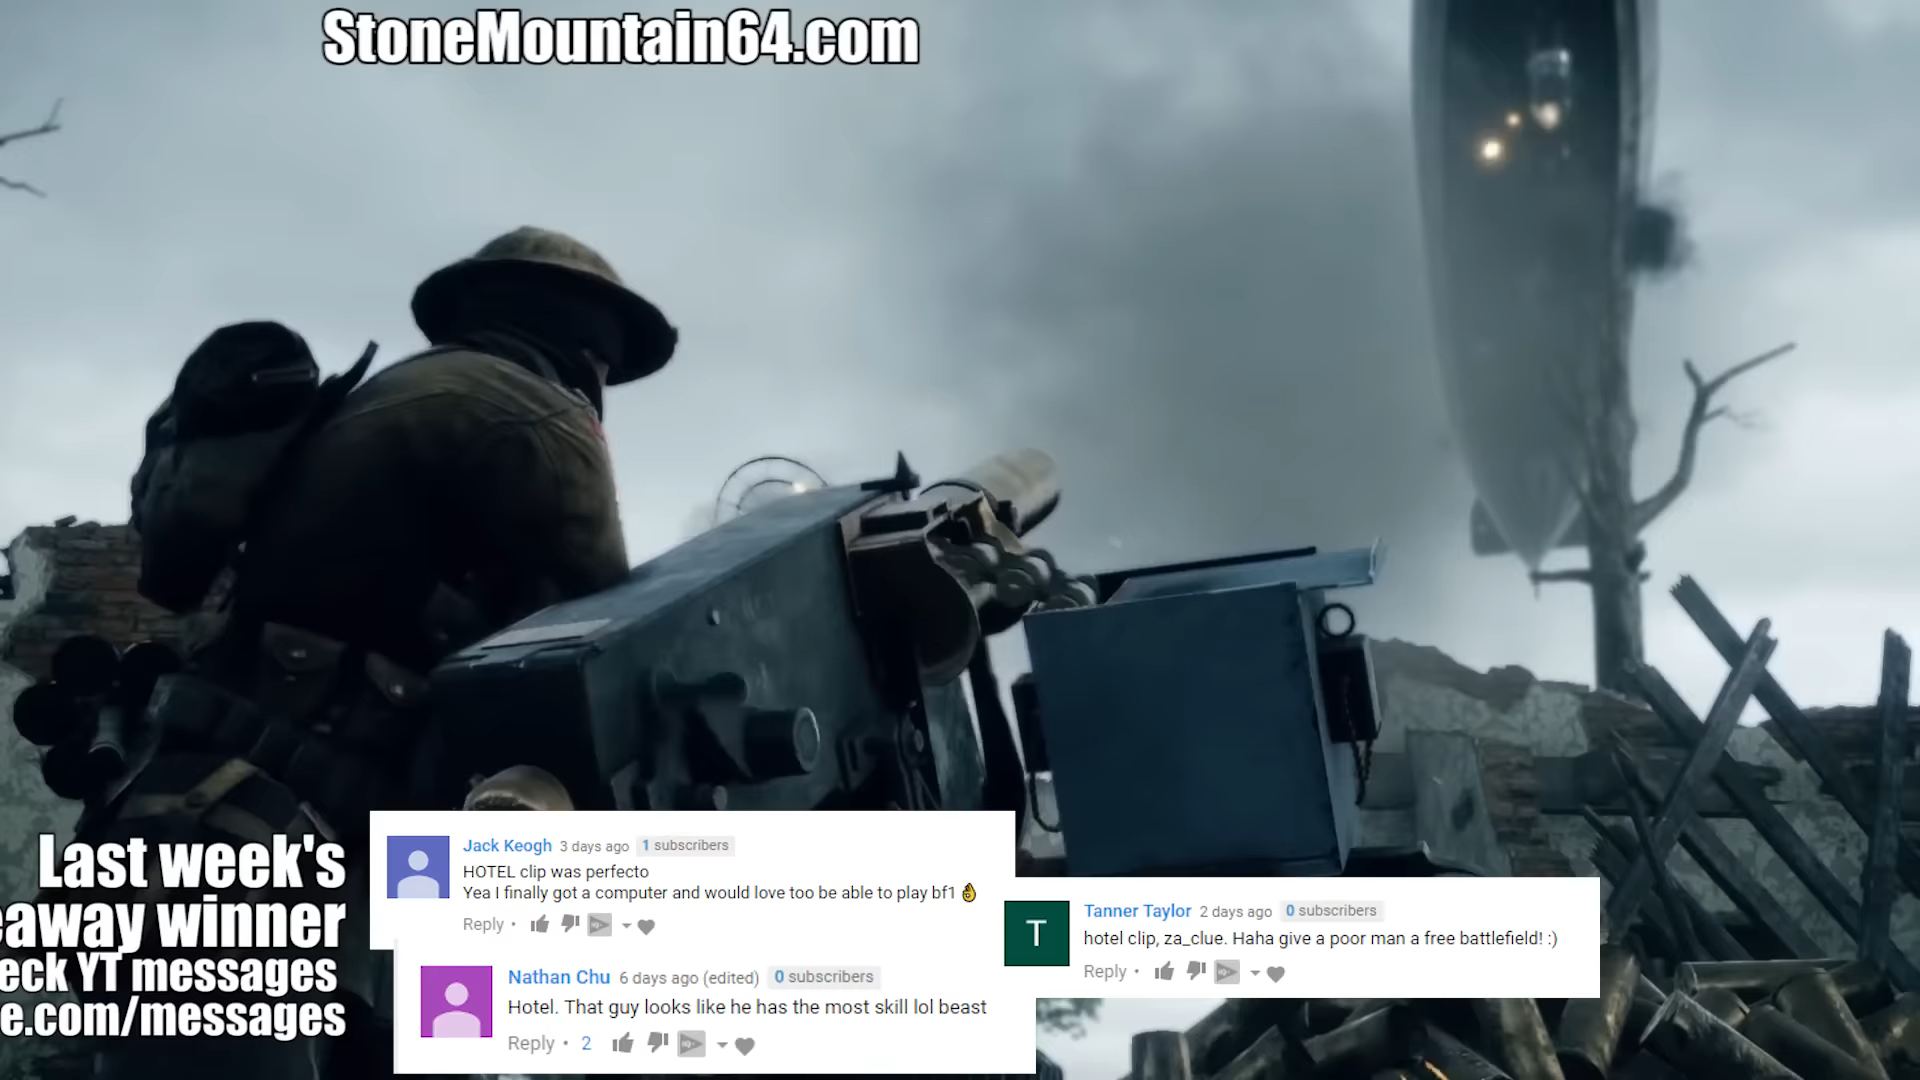 StoneMountain64.com
Last week's
eaway winner
eck YT messages
e.com/messages
Jack Keogh 3 days ago 1 subscribers
HOTEL clip was perfecto
Yea I finally got a computer and would love too be able to play bf1 👌
Reply •
Nathan Chu 6 days ago (edited) 0 subscribers
Hotel. That guy looks like he has the most skill lol beast
Reply • 2
T
Tanner Taylor 2 days ago 0 subscribers
hotel clip, za_clue. Haha give a poor man a free battlefield! :)
Reply •